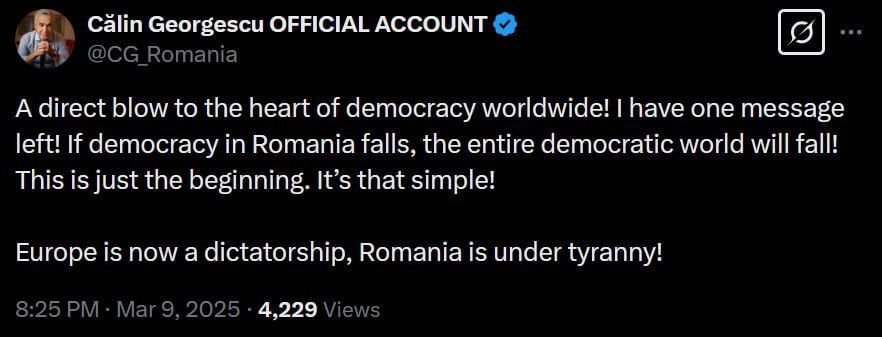 Călin Georgescu OFFICIAL ACCOUNT
@CG_Romania
A direct blow to the heart of democracy worldwide! I have one message
left! If democracy in Romania falls, the entire democratic world will fall!
This is just the beginning. It’s that simple!
Europe is now a dictatorship, Romania is under tyranny!
8:25 PM · Mar 9, 2025 · 4,229 Views